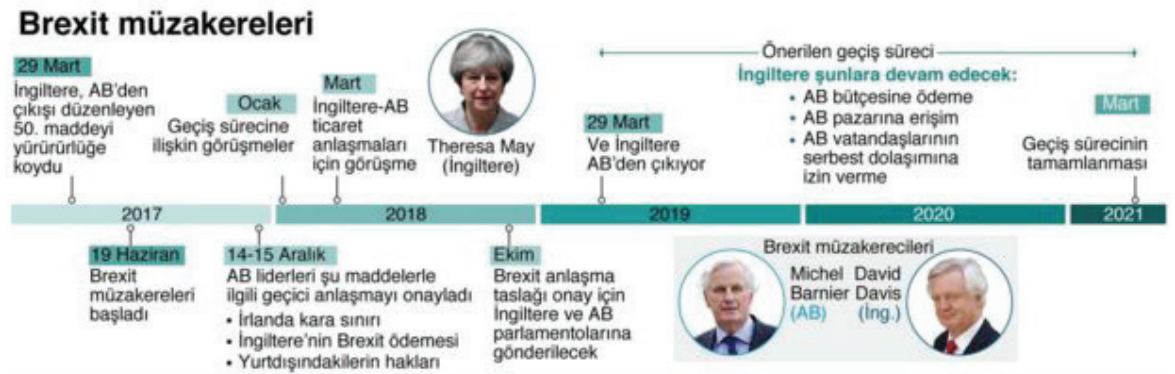 Brexit müzakereleri
29 Mart
İngiltere, AB'den
çıkışı düzenleyen
50. maddeyi
yürürürlüğe
koydu
Ocak
Geçiş sürecine
ilişkin görüşmeler
Mart
İngiltere-AB
ticaret
anlaşmaları
için görüşme
Theresa May
(İngiltere)
29 Mart
Ve İngiltere
AB'den çıkıyor
Önerilen geçiş süreci
İngiltere şunlara devam edecek:
• AB bütçesine ödeme
• AB pazarına erişim
• AB vatandaşlarının
serbest dolaşımına
izin verme
Mart
Geçiş sürecinin
tamamlanması
2017
2018
2019
2020
2021
19 Haziran
Brexit
müzakereleri
başladı
14-15 Aralık
AB liderleri şu maddelerle
ilgili geçici anlaşmayı onayladı
• İrlanda kara sınırı
• İngiltere'nin Brexit ödemesi
• Yurtdışındakilerin hakları
Ekim
Brexit anlaşma
taslağı onay için
İngiltere ve AB
parlamentolarına
gönderilecek
Brexit müzakerecileri
Michel
Barnier
(AB)
David
Davis
(İng.)